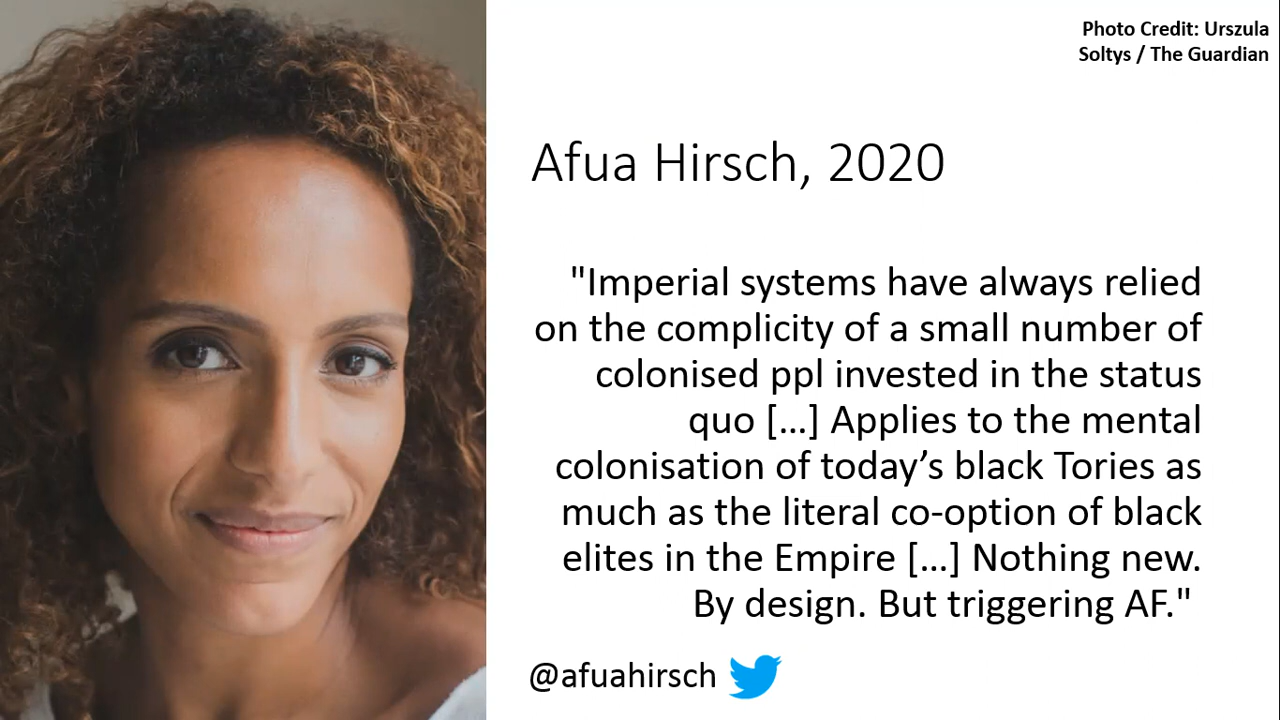 Photo Credit: Urszula
Soltys / The Guardian
Afua Hirsch, 2020
"Imperial systems have always relied
on the complicity of a small number of
colonised ppl invested in the status
quo [...] Applies to the mental
colonisation of today’s black Tories as
much as the literal co-option of black
elites in the Empire [...] Nothing new.
By design. But triggering AF."
@afuahirsch